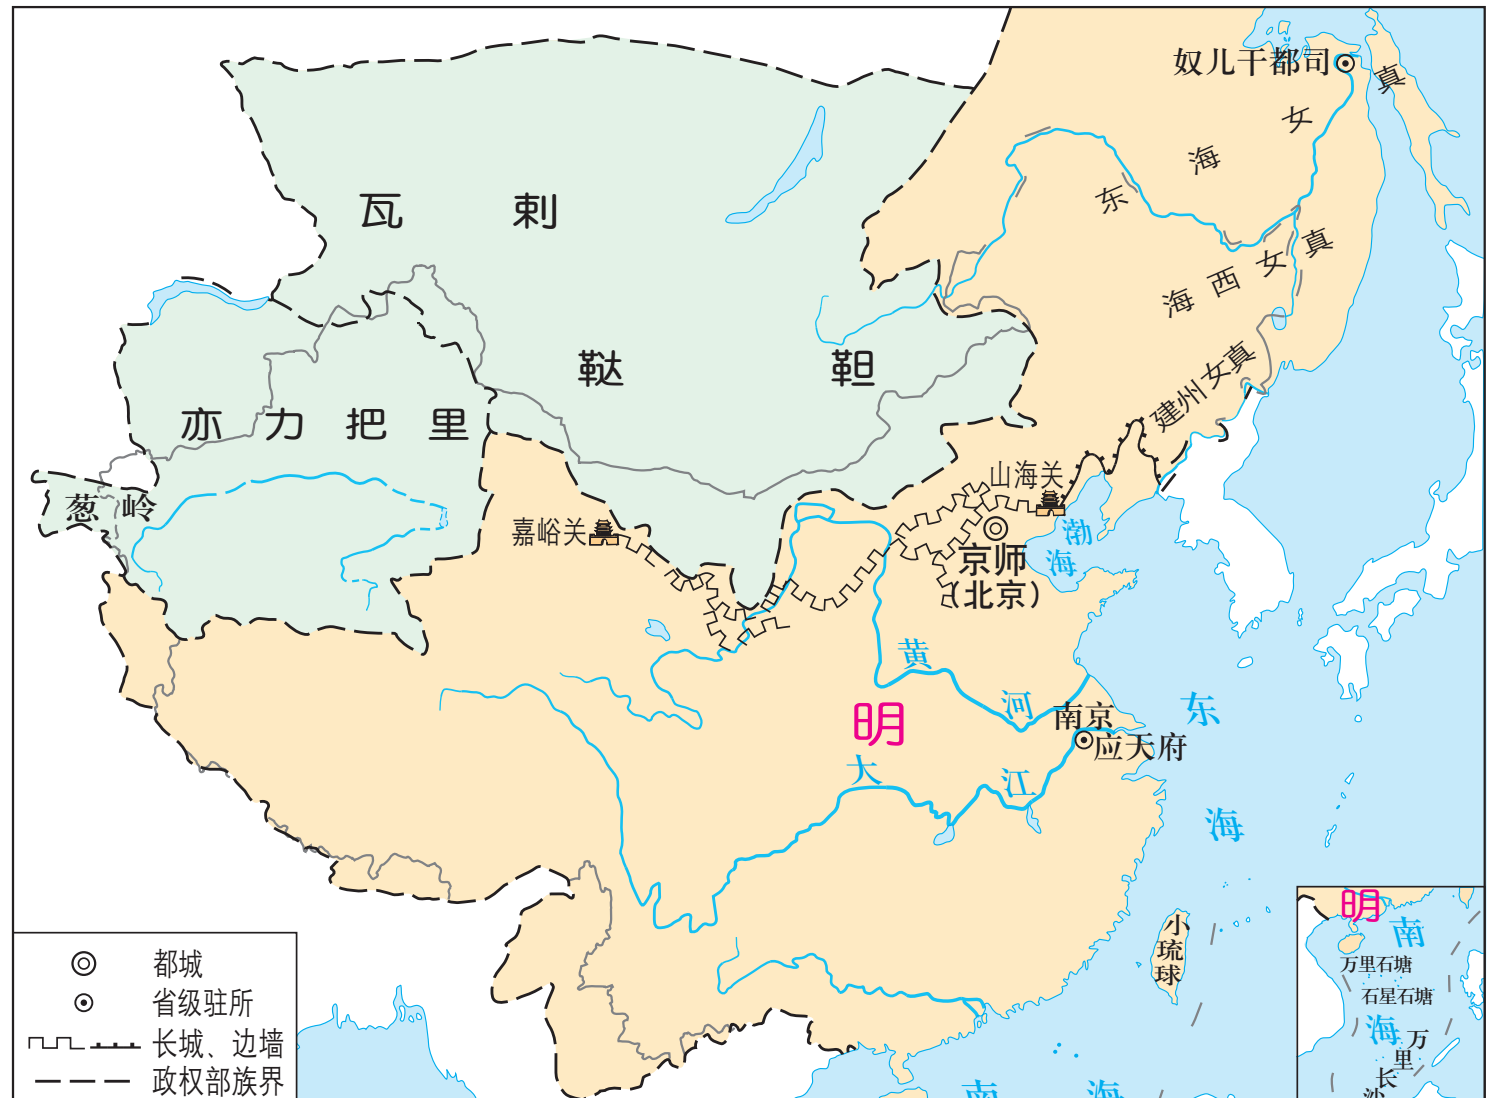 奴儿干都司
东海女真
海西女真
建州女真
瓦剌
鞑靼
亦力把里
葱岭
嘉峪关
山海关
渤海
京师
(北京)
黄河
明
大江
南京
应天府
东海
小琉球
南海
都城
省级驻所
长城、边墙
政权部族界
明
南海
万里石塘
石星石塘
万里长沙